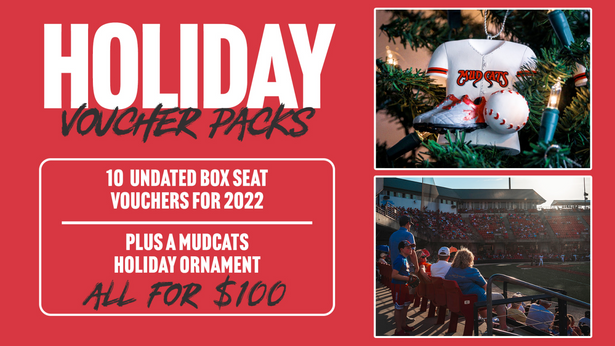 HOLIDAY
VOUCHER PACKS
10 UNDATED BOX SEAT
VOUCHERS FOR 2022
PLUS A MUDCATS
HOLIDAY ORNAMENT
ALL FOR $100
MUDCATS